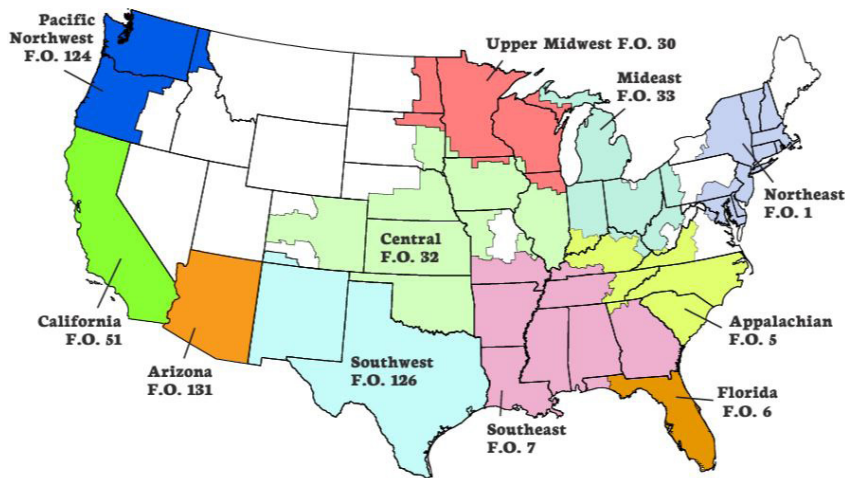 Pacific
Northwest
F.O. 124
Upper Midwest F.O. 30
Mideast
F.O. 33
Northeast
F.O. 1
Central
F.O. 32
California
F.O. 51
Appalachian
F.O. 5
Arizona
F.O. 131
Southwest
F.O. 126
Florida
F.O. 6
Southeast
F.O. 7